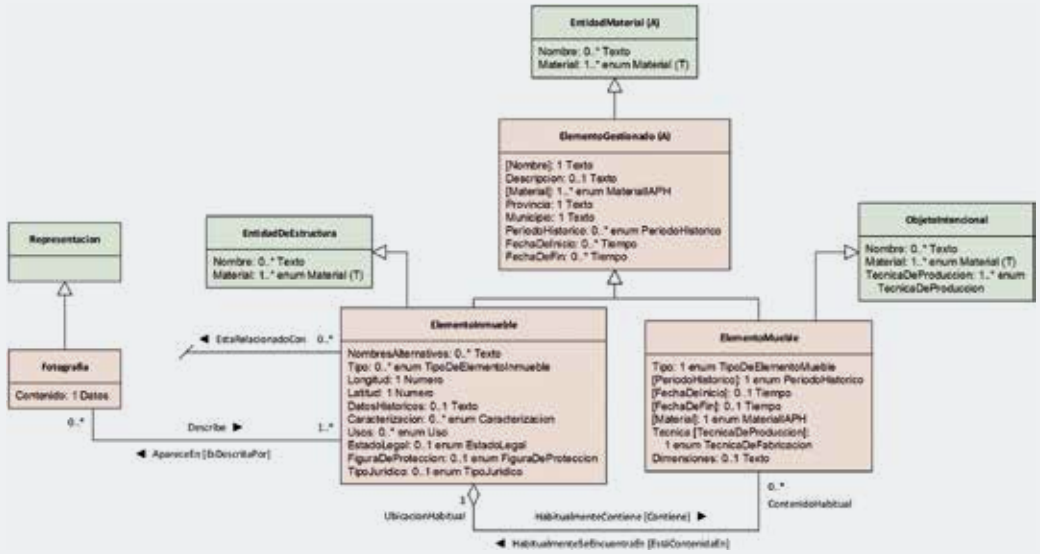 EntidadMaterial (A)
Nombre: 0..* Texto
Material: 1..* enum Material (T)
ElementoGestionado (A)
[Nombre]: 1 Texto
Descripcion: 0..1 Texto
[Material]: 1..* enum MaterialIAPH
Provincia: 1 Texto
Municipio: 1 Texto
PeriodoHistorico: 0..* enum PeriodoHistorico
FechaDeInicio: 0..* Tiempo
FechaDeFin: 0..* Tiempo
Representacion
EntidadDeEstructura
Nombre: 0..* Texto
Material: 1..* enum Material (T)
ObjetoIntencional
Nombre: 0..* Texto
Material: 1..* enum Material (T)
TecnicaDeProduccion: 1..* enum
TecnicaDeProduccion
Fotografia
Contenido: 1 Datos
0..*
◄ EstaRelacionadoCon 0..*
ElementoInmueble
NombresAlternativos: 0..* Texto
Tipo: 0..* enum TipoDeElementoInmueble
Longitud: 1 Numero
Latitud: 1 Numero
DatosHistoricos: 0..1 Texto
Caracterizacion: 0..* enum Caracterizacion
Usos: 0..* enum Uso
EstadoLegal: 0..1 enum EstadoLegal
FiguraDeProteccion: 0..1 enum FiguraDeProteccion
TipoJuridico: 0..1 enum TipoJuridico
ElementoMueble
Tipo: 1 enum TipoDeElementoMueble
[PeriodoHistorico]: 1 enum PeriodoHistorico
[FechaDeInicio]: 0..1 Tiempo
[FechaDeFin]: 0..1 Tiempo
[Material]: 1 enum MaterialIAPH
Tecnica [TecnicaDeProduccion]:
1 enum TecnicaDeFabricacion
Dimensiones: 0..1 Texto
Describe ► 1..*
◄ ApareceEn [EsDescritaPor]
1
UbicacionHabitual
0..*
ContenidoHabitual
HabitualmenteContiene [Contiene] ►
◄ HabitualmenteSeEncuentraEn [EstáContenidaEn]